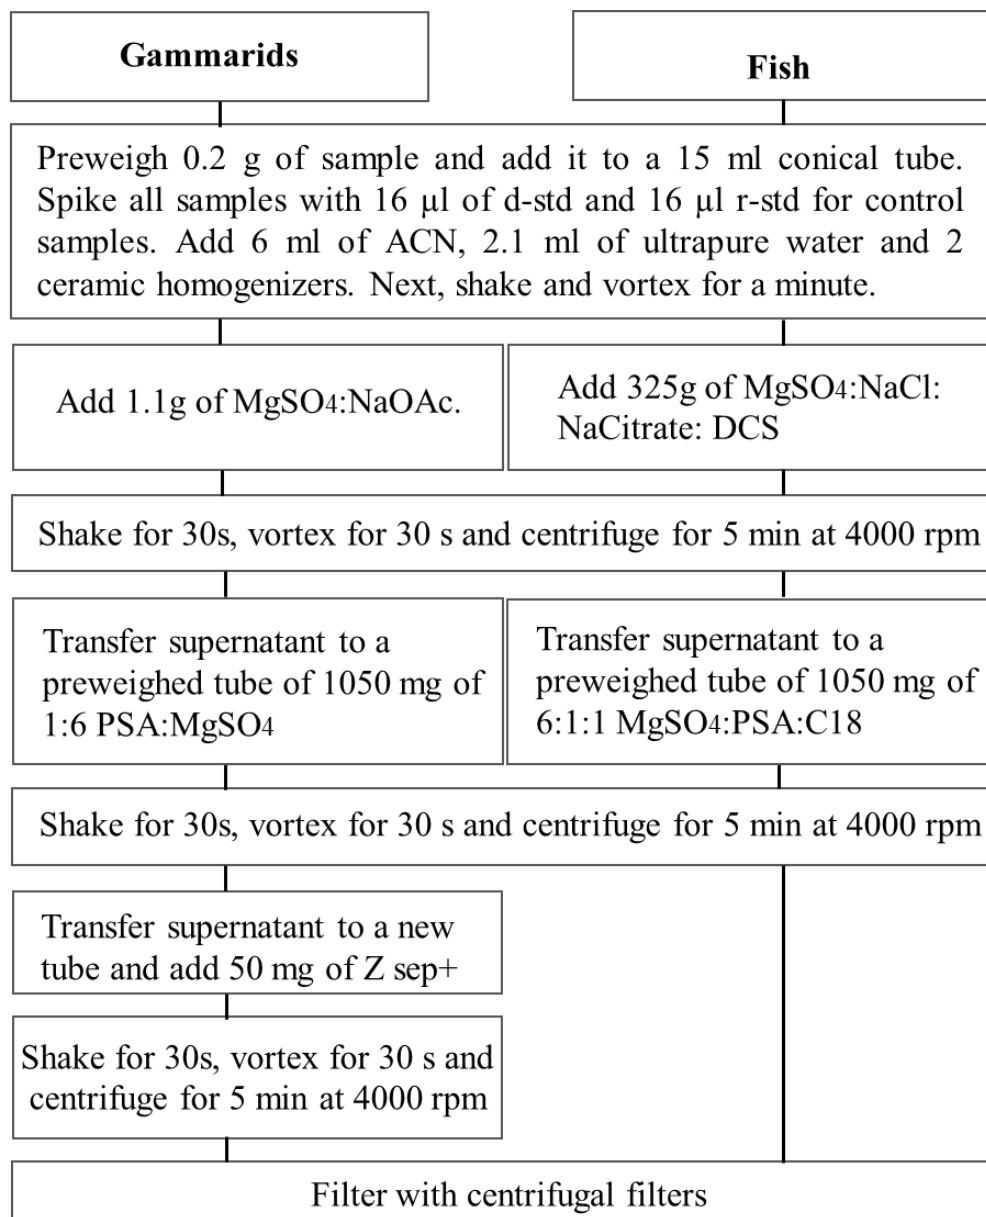 Gammarids
Fish
Preweigh 0.2 g of sample and add it to a 15 ml conical tube.
Spike all samples with 16 μl of d-std and 16 μl r-std for control
samples. Add 6 ml of ACN, 2.1 ml of ultrapure water and 2
ceramic homogenizers. Next, shake and vortex for a minute.
Add 1.1g of MgSO4:NaOAc.
Add 325g of MgSO4:NaCl:
NaCitrate: DCS
Shake for 30s, vortex for 30 s and centrifuge for 5 min at 4000 rpm
Transfer supernatant to a
preweighed tube of 1050 mg of
1:6 PSA:MgSO4
Transfer supernatant to a
preweighed tube of 1050 mg of
6:1:1 MgSO4:PSA:C18
Shake for 30s, vortex for 30 s and centrifuge for 5 min at 4000 rpm
Transfer supernatant to a new
tube and add 50 mg of Z sep+
Shake for 30s, vortex for 30 s and
centrifuge for 5 min at 4000 rpm
Filter with centrifugal filters